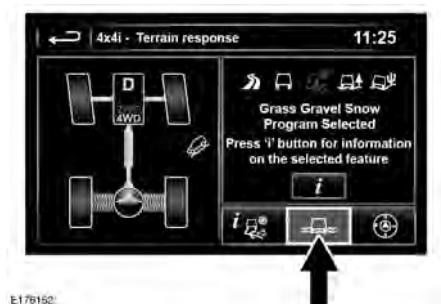 4x4i - Terrain response 11:25
D
4WD
Grass Gravel Snow
Program Selected
Press 'i' button for information
on the selected feature
i
i
E176162